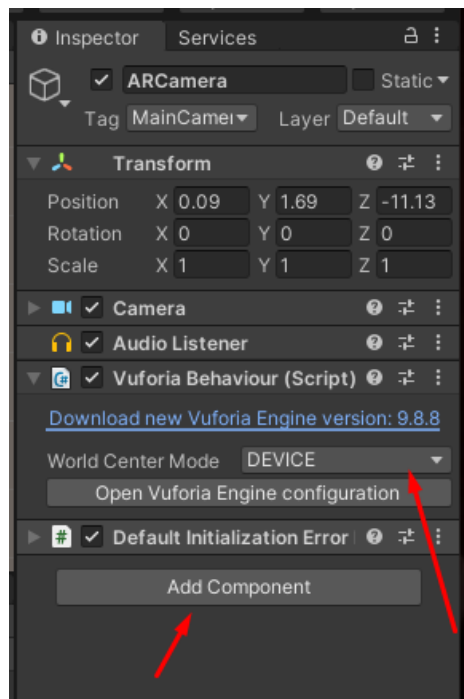 Inspector Services
ARCamera Static
Tag MainCamer Layer Default
Transform
Position X 0.09 Y 1.69 Z -11.13
Rotation X 0 Y 0 Z 0
Scale X 1 Y 1 Z 1
Camera
Audio Listener
Vuforia Behaviour (Script)
Download new Vuforia Engine version: 9.8.8
World Center Mode DEVICE
Open Vuforia Engine configuration
# Default Initialization Error
Add Component